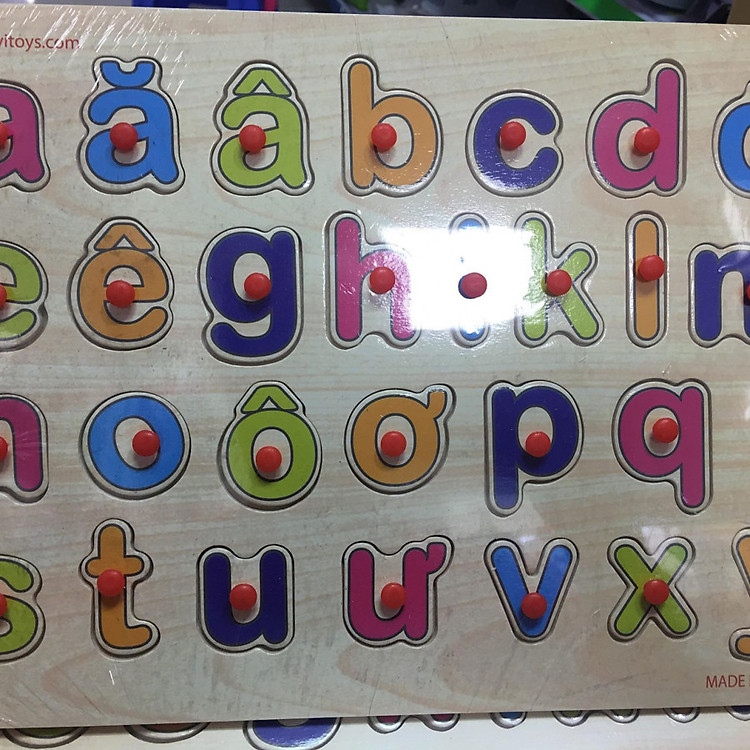 vitoys.com
a ă â b c d
e ê g h i k l
o ô ơ p q
s t u ư v x
MADE